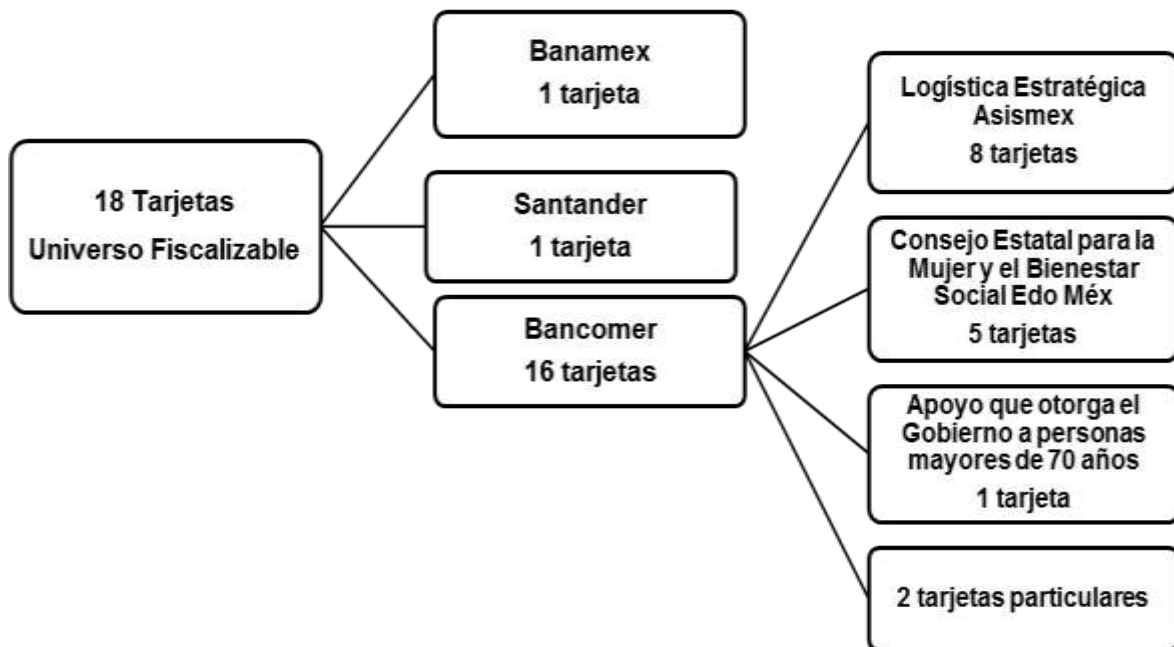 18 Tarjetas
Universo Fiscalizable
Banamex
1 tarjeta
Santander
1 tarjeta
Bancomer
16 tarjetas
Logística Estratégica
Asismex
8 tarjetas
Consejo Estatal para la
Mujer y el Bienestar
Social Edo Méx
5 tarjetas
Apoyo que otorga el
Gobierno a personas
mayores de 70 años
1 tarjeta
2 tarjetas particulares